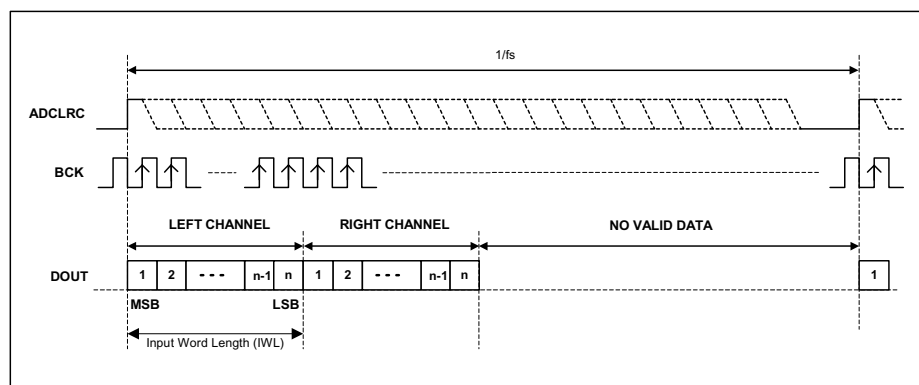 1/fs
ADCLRC
BCK
LEFT CHANNEL RIGHT CHANNEL NO VALID DATA
DOUT 1 2 n-1 n 1 2 n-1 n 1
MSB LSB
Input Word Length (IWL)